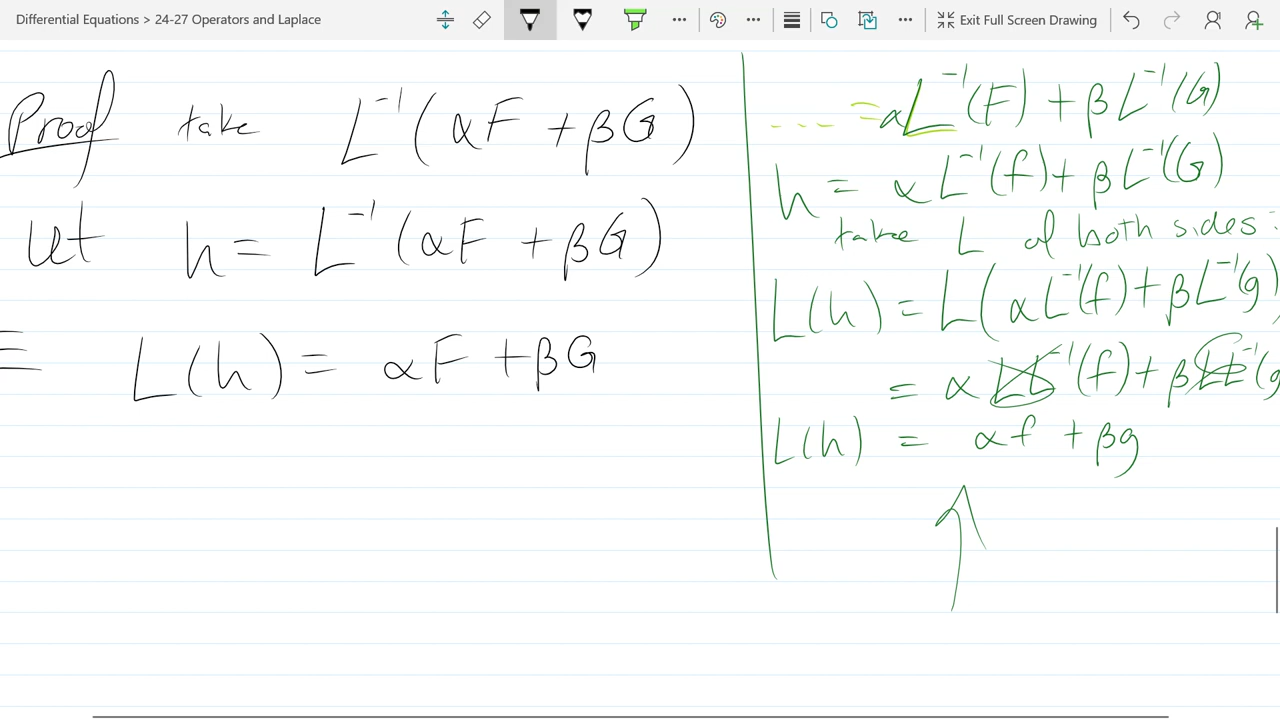 Differential Equations > 24-27 Operators and Laplace
Exit Full Screen Drawing
Proof take L⁻¹(αF + βG)
Let h = L⁻¹(αF + βG)
= L(h) = αF + βG
... = αL⁻¹(F) + βL⁻¹(G)
h = αL⁻¹(f) + βL⁻¹(G)
take L of both sides:
L(h) = L(αL⁻¹(f) + βL⁻¹(g)
= αLL⁻¹(f) + βLL⁻¹(g
L(h) = αf + βg